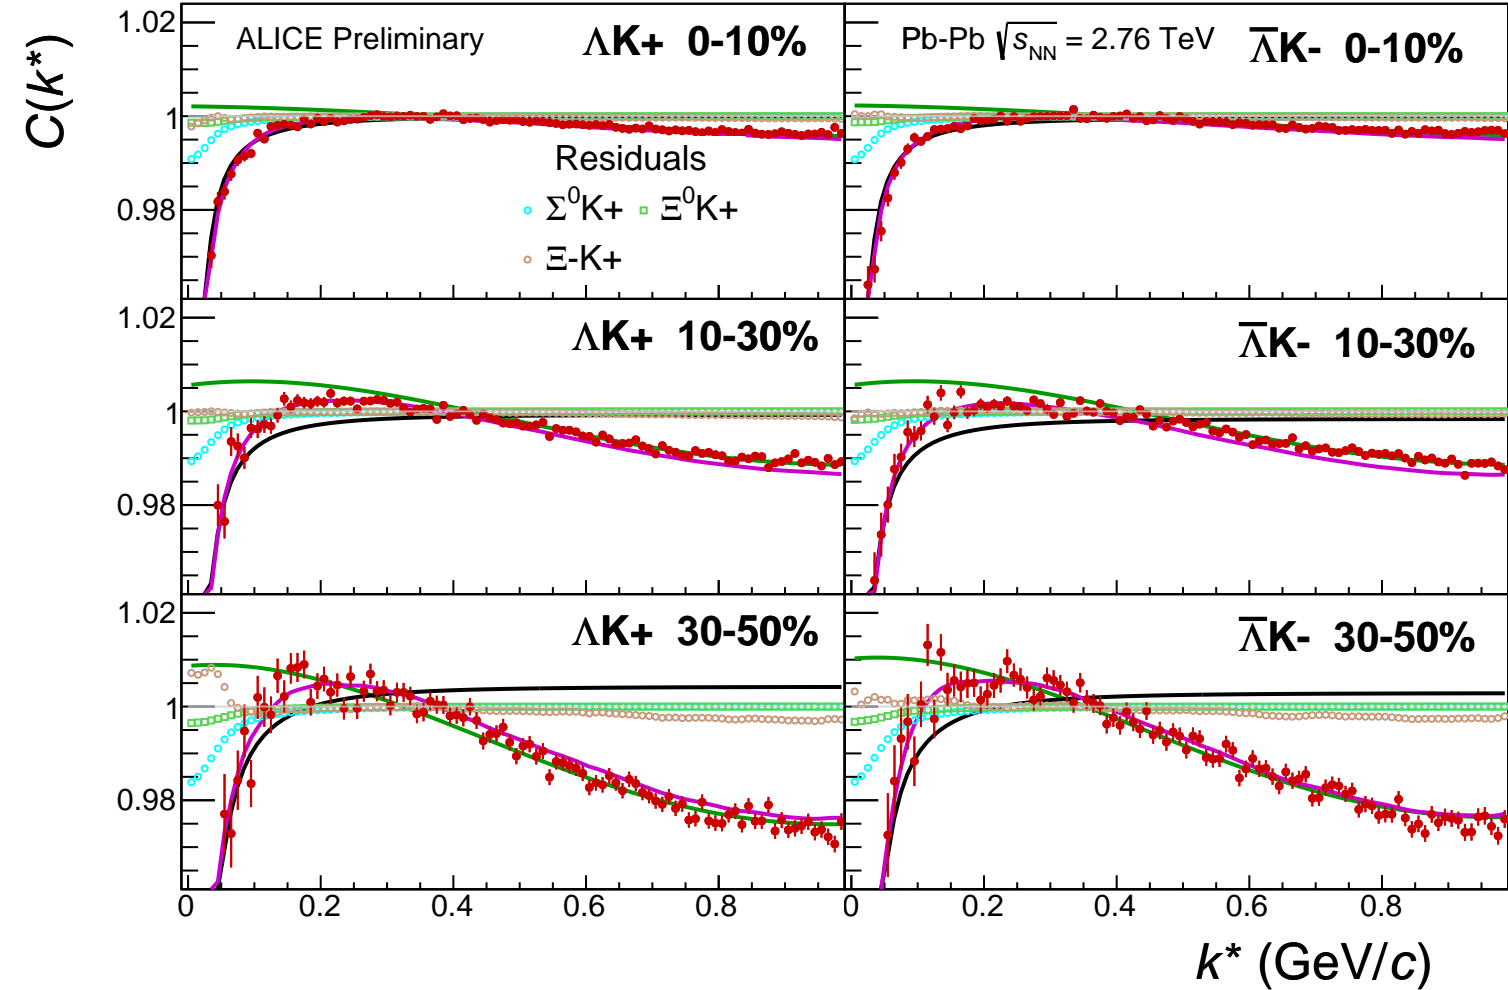 C(k*)
1.02
1
0.98
ALICE Preliminary
ΛK+ 0-10%
Residuals
Σ⁰K+ Ξ⁰K+
Ξ-K+
Pb-Pb √sNN = 2.76 TeV
Λ̅K- 0-10%
1.02
1
0.98
ΛK+ 10-30%
Λ̅K- 10-30%
1.02
1
0.98
ΛK+ 30-50%
Λ̅K- 30-50%
0 0.2 0.4 0.6 0.8
0 0.2 0.4 0.6 0.8
k* (GeV/c)